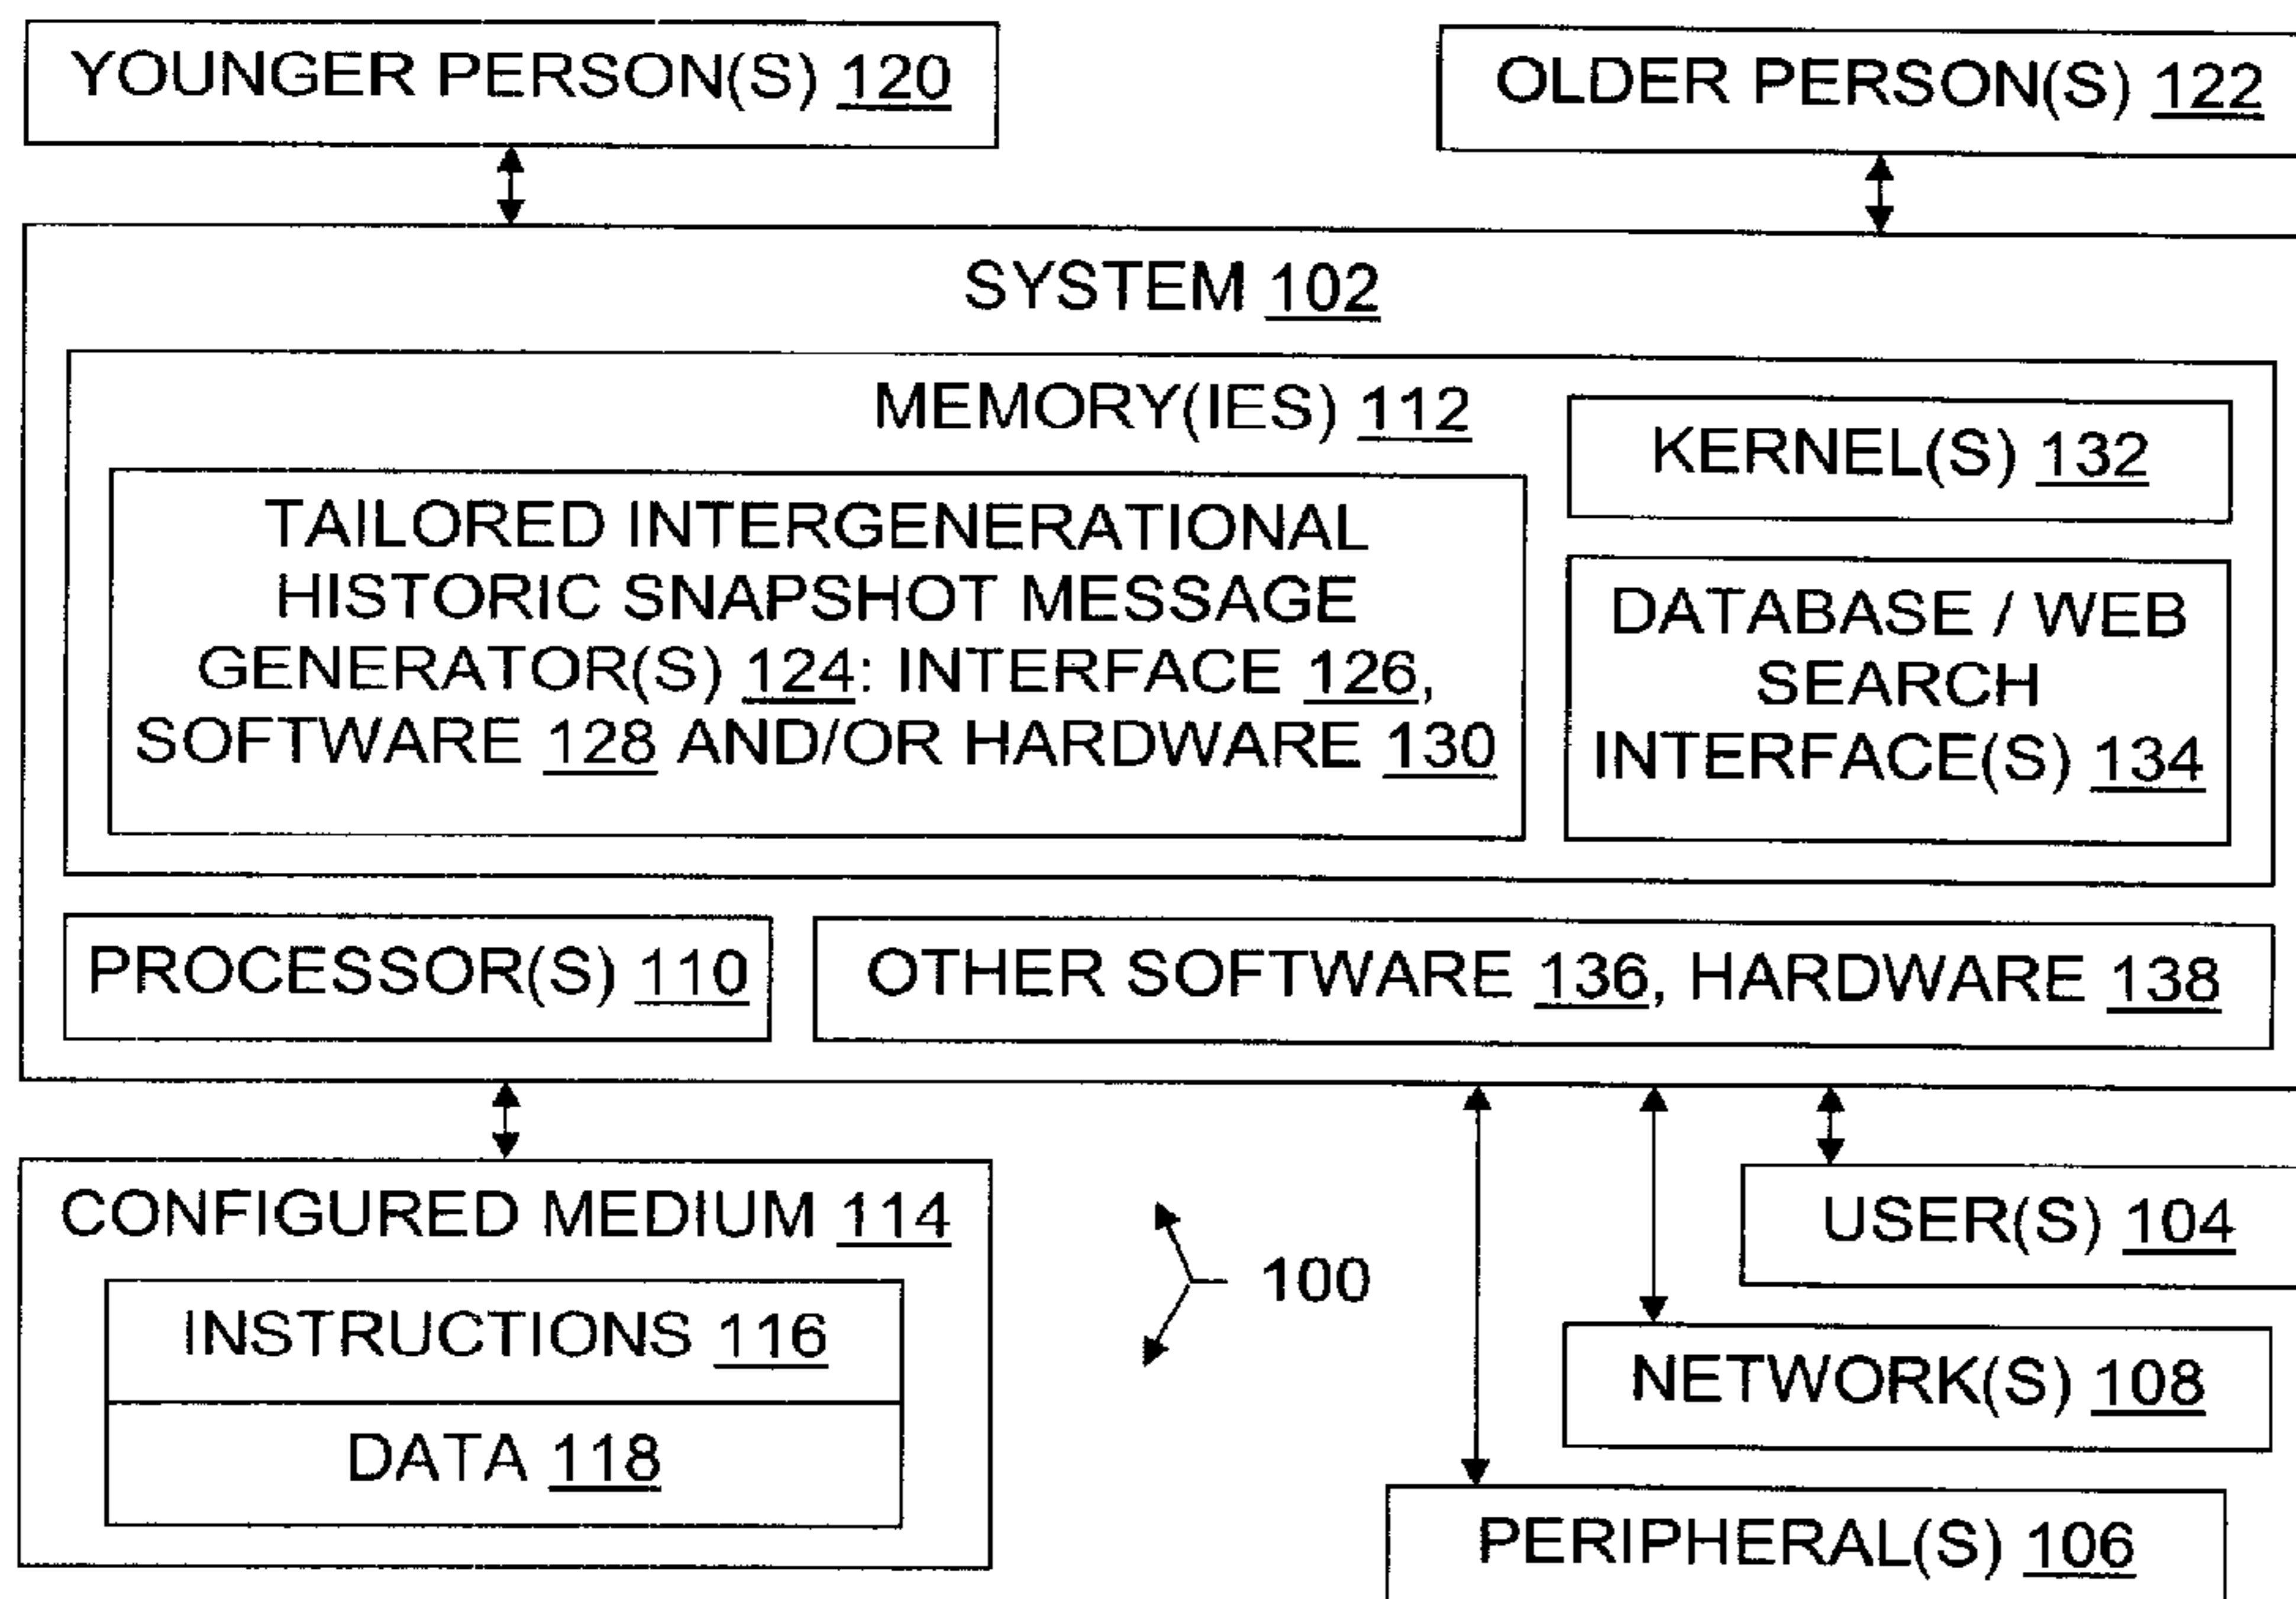 YOUNGER PERSON(S) 120
OLDER PERSON(S) 122
SYSTEM 102
MEMORY(IES) 112
KERNEL(S) 132
TAILORED INTERGENERATIONAL
HISTORIC SNAPSHOT MESSAGE
GENERATOR(S) 124: INTERFACE 126,
SOFTWARE 128 AND/OR HARDWARE 130
DATABASE / WEB
SEARCH
INTERFACE(S) 134
PROCESSOR(S) 110
OTHER SOFTWARE 136, HARDWARE 138
CONFIGURED MEDIUM 114
INSTRUCTIONS 116
DATA 118
100
USER(S) 104
NETWORK(S) 108
PERIPHERAL(S) 106